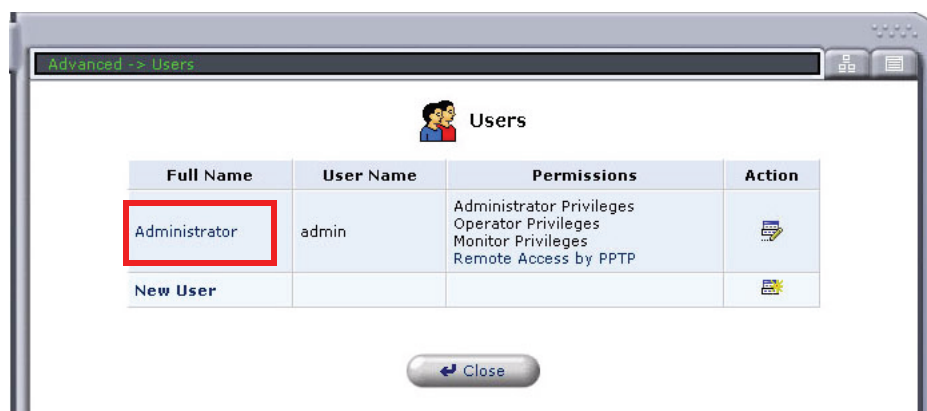 Advanced -> Users
Users
Full Name User Name Permissions Action
Administrator admin Administrator Privileges
Operator Privileges
Monitor Privileges
Remote Access by PPTP
New User
Close